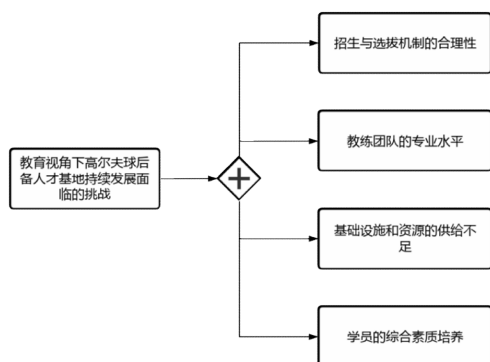 招生与选拔机制的合理性
教练团队的专业水平
教育视角下高尔夫球后
备人才基地持续发展面
临的挑战
基础设施和资源的供给不
足
学员的综合素质培养